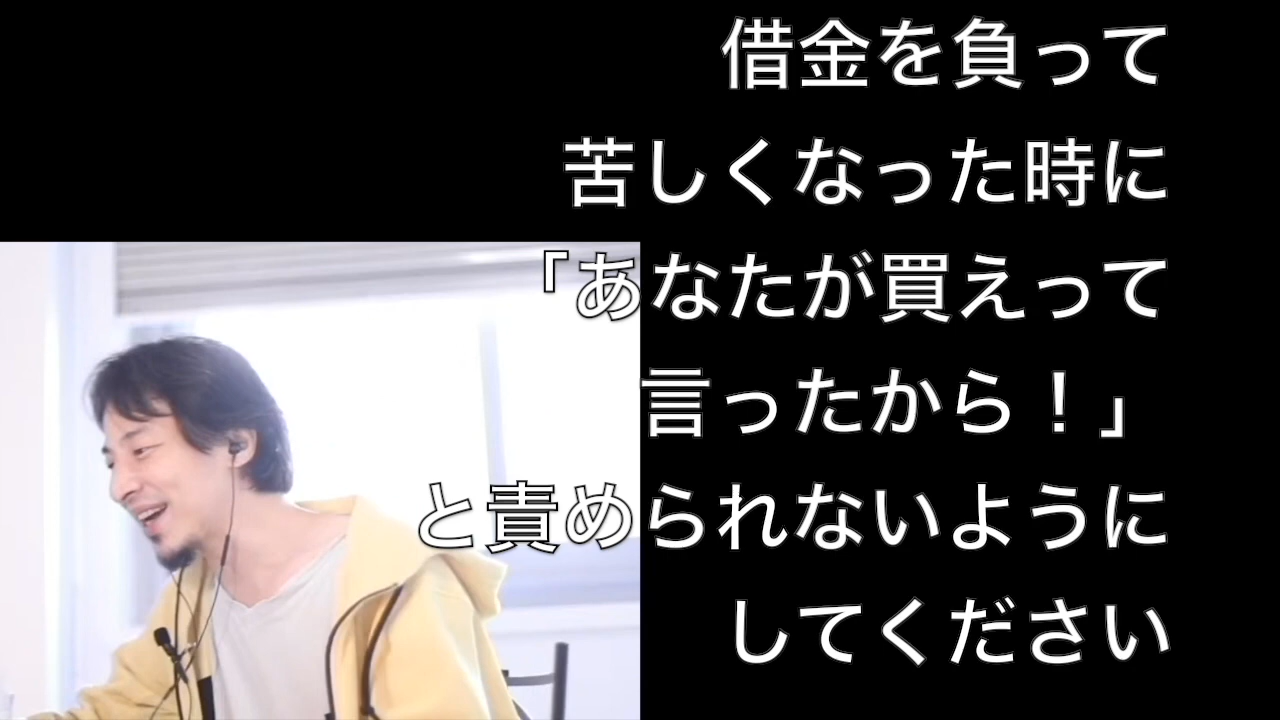 借金を負って
苦しくなった時に
「あなたが買えって
言ったから！」
と責められないように
してください